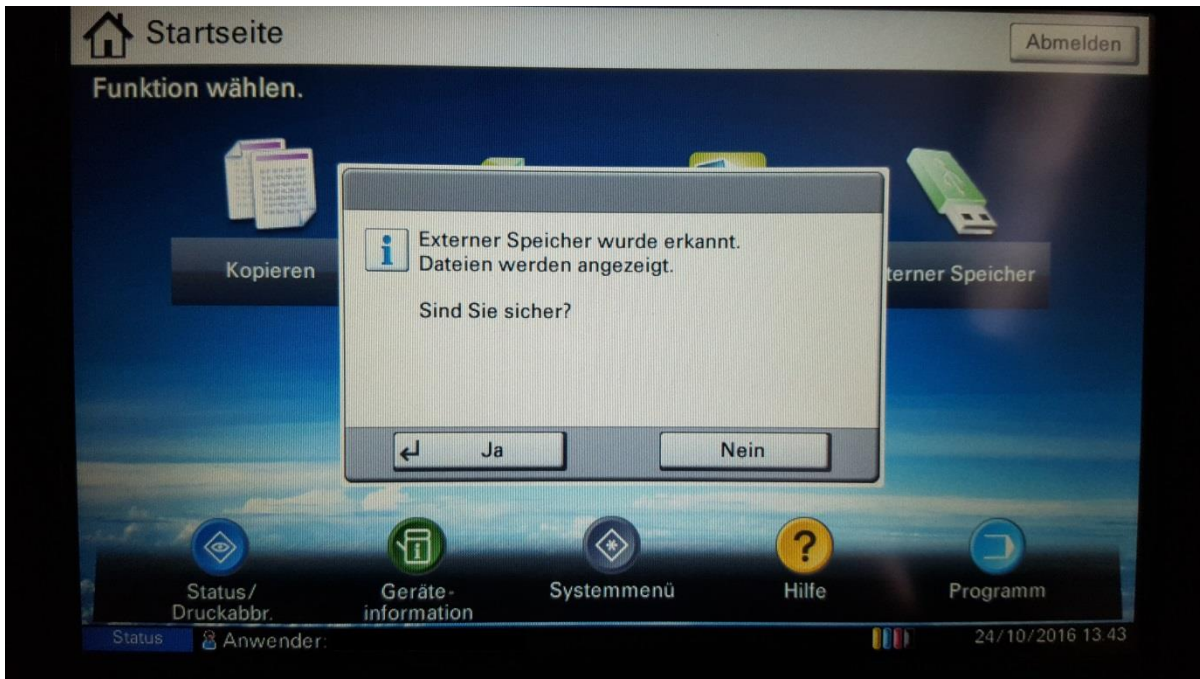 Startseite
Abmelden
Funktion wählen.
Externer Speicher wurde erkannt.
Dateien werden angezeigt.
Sind Sie sicher?
Kopieren
terner Speicher
Ja
Nein
Status/
Druckabbr.
Geräte-
information
Systemmenü
Hilfe
Programm
Status
Anwender:
24/10/2016 13:43